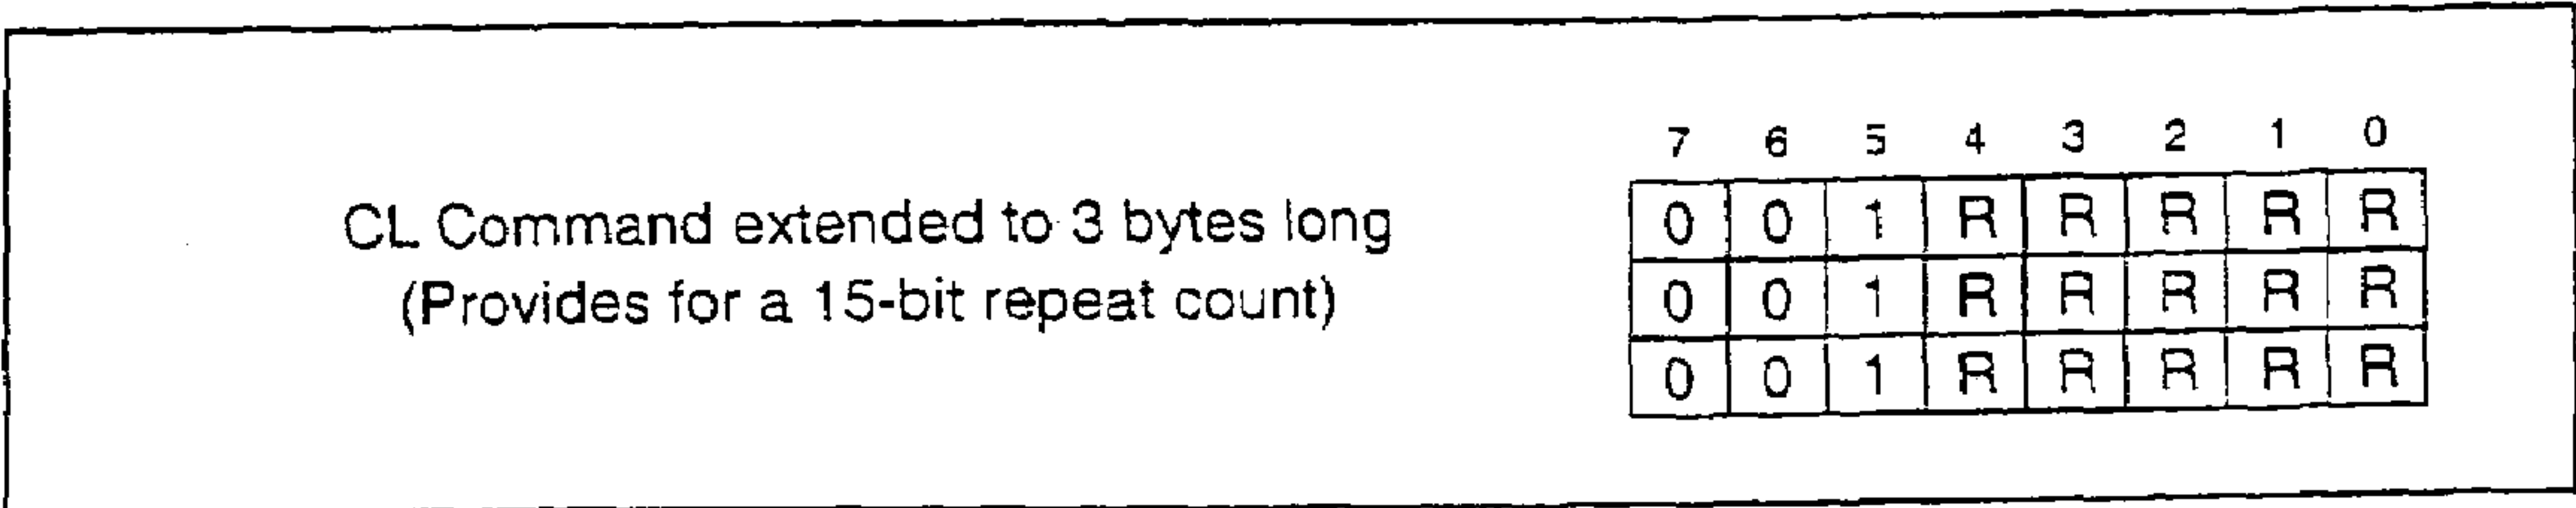 7 6 5 4 3 2 1 0
CL Command extended to 3 bytes long
(Provides for a 15-bit repeat count)
0 0 1 R R R R R
0 0 1 R R R R R
0 0 1 R R R R R